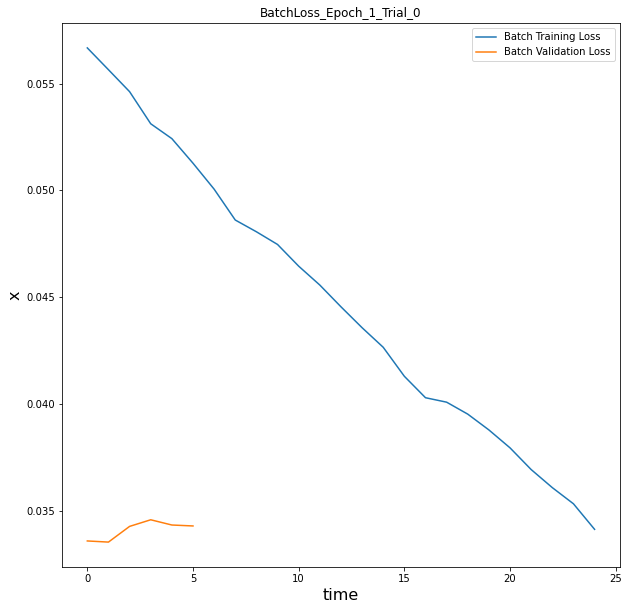 BatchLoss_Epoch_1_Trial_0
Batch Training Loss
Batch Validation Loss
0.055
0.050
0.045
0.040
0.035
x
0 5 10 15 20 25
time